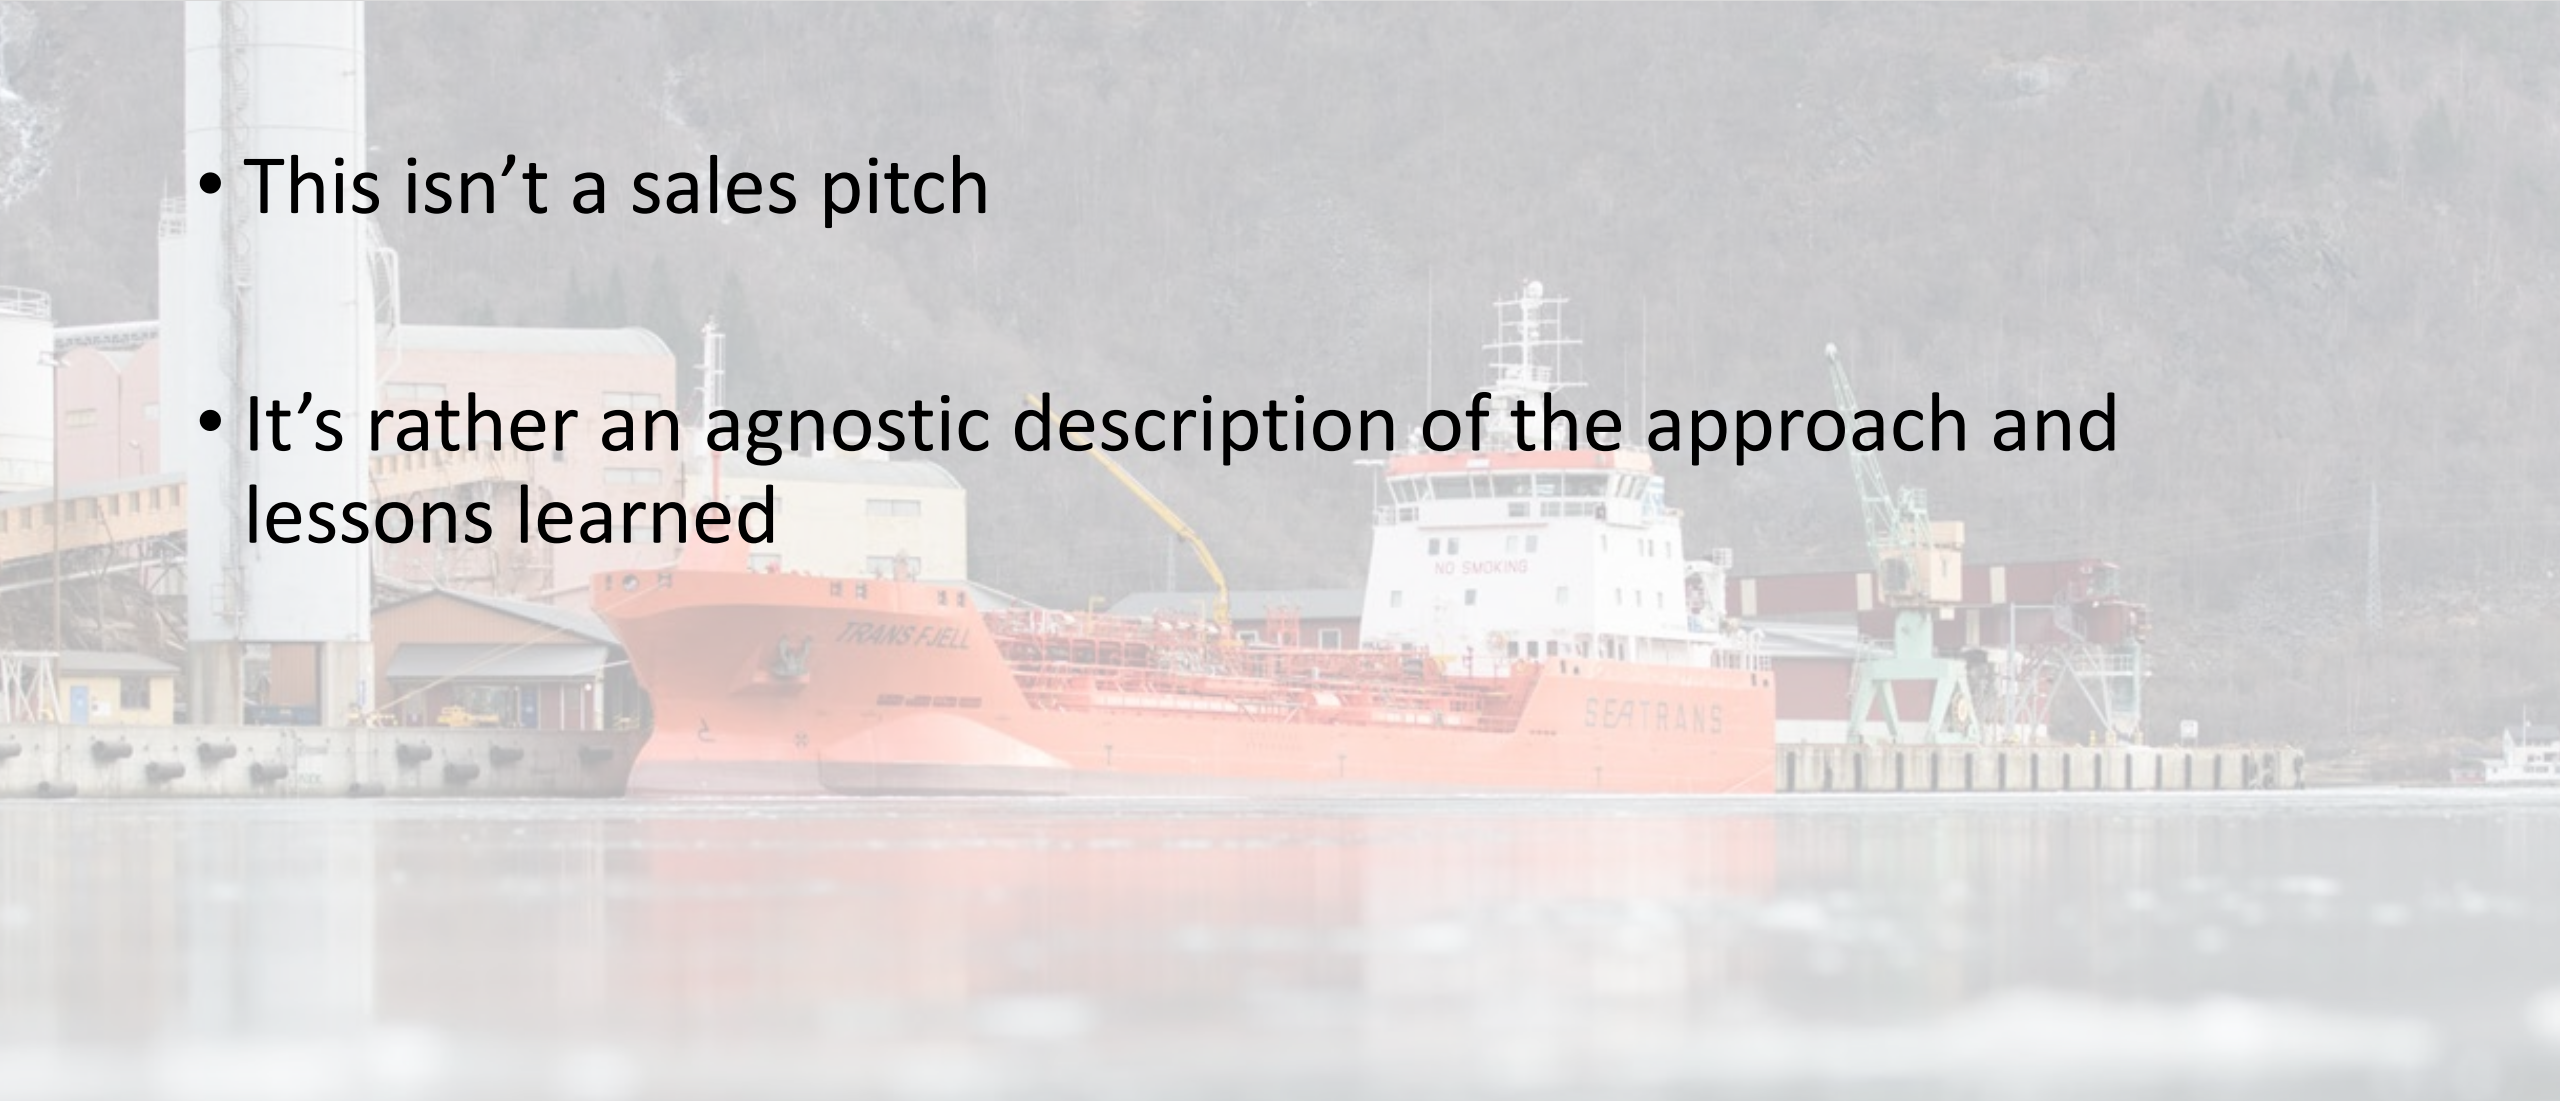 • This isn’t a sales pitch
• It’s rather an agnostic description of the approach and
lessons learned
NO SMOKING
TRANS FJELL
SEATRANS